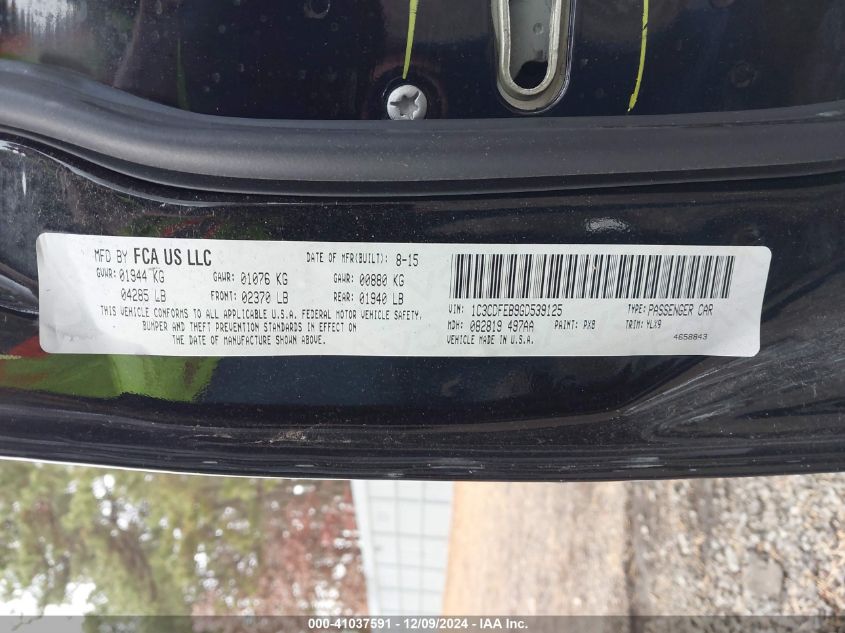 MFD BY FCA US LLC DATE OF MFR(BUILT): 8-15
GVWR: 01944 KG GAWR: 01076 KG GAWR: 00880 KG
04285 LB FRONT: 02370 LB REAR: 01940 LB
THIS VEHICLE CONFORMS TO ALL APPLICABLE U.S.A. FEDERAL MOTOR VEHICLE SAFETY,
BUMPER AND THEFT PREVENTION STANDARDS IN EFFECT ON
THE DATE OF MANUFACTURE SHOWN ABOVE.
VIN: 1C3CDFEB9GD539125 TYPE: PASSENGER CAR
MDH: 082819 497AA PAINT: PX8 TRIM: YLX9
VEHICLE MADE IN U.S.A. 4658843
000-41037591 - 12/09/2024 - IAA Inc.